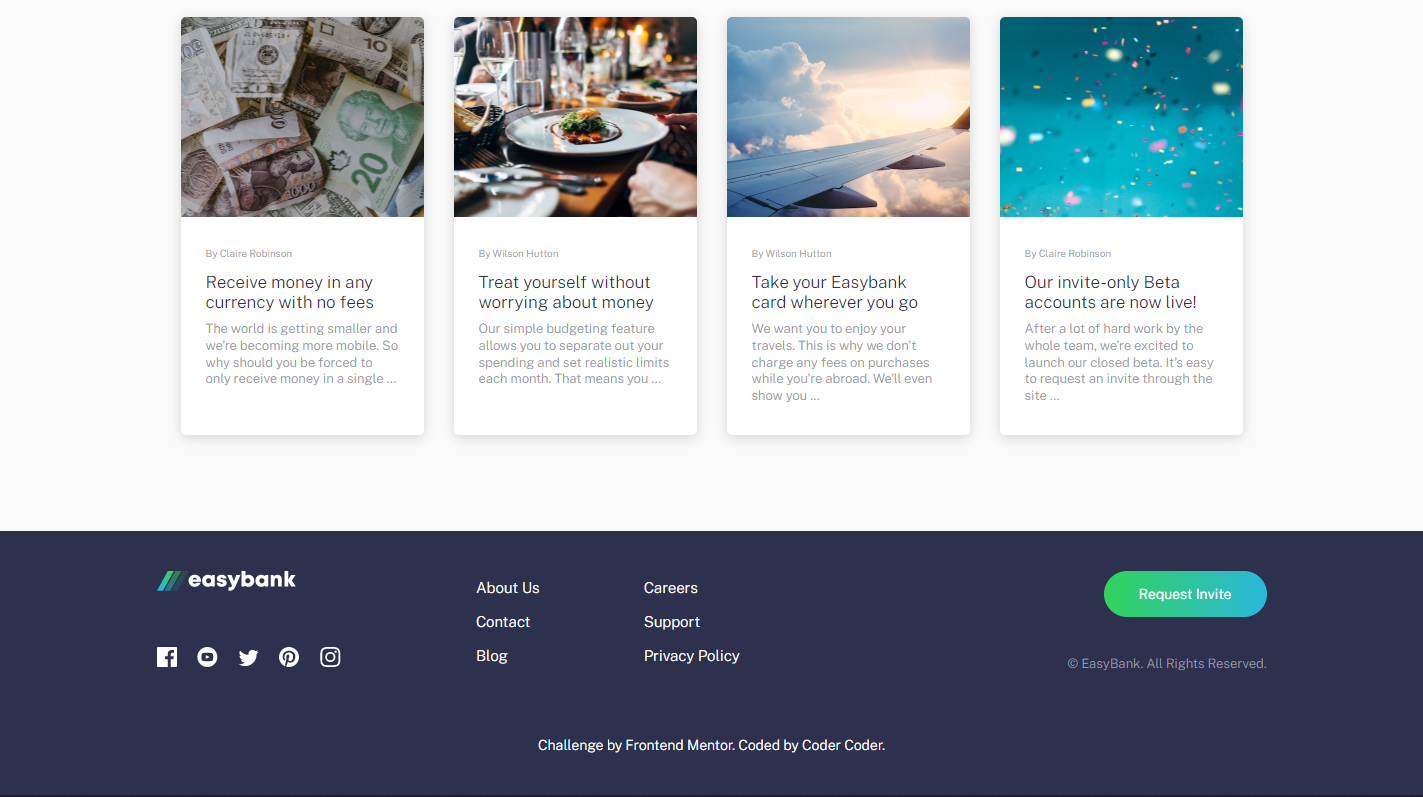 By Claire Robinson
Receive money in any
currency with no fees
The world is getting smaller and
we're becoming more mobile. So
why should you be forced to
only receive money in a single ...
By Wilson Hutton
Treat yourself without
worrying about money
Our simple budgeting feature
allows you to separate out your
spending and set realistic limits
each month. That means you ...
By Wilson Hutton
Take your Easybank
card wherever you go
We want you to enjoy your
travels. This is why we don't
charge any fees on purchases
while you're abroad. We'll even
show you ...
By Claire Robinson
Our invite-only Beta
accounts are now live!
After a lot of hard work by the
whole team, we're excited to
launch our closed beta. It's easy
to request an invite through the
site ...
easybank
About Us
Contact
Blog
Careers
Support
Privacy Policy
Request Invite
© EasyBank. All Rights Reserved.
Challenge by Frontend Mentor. Coded by Coder Coder.